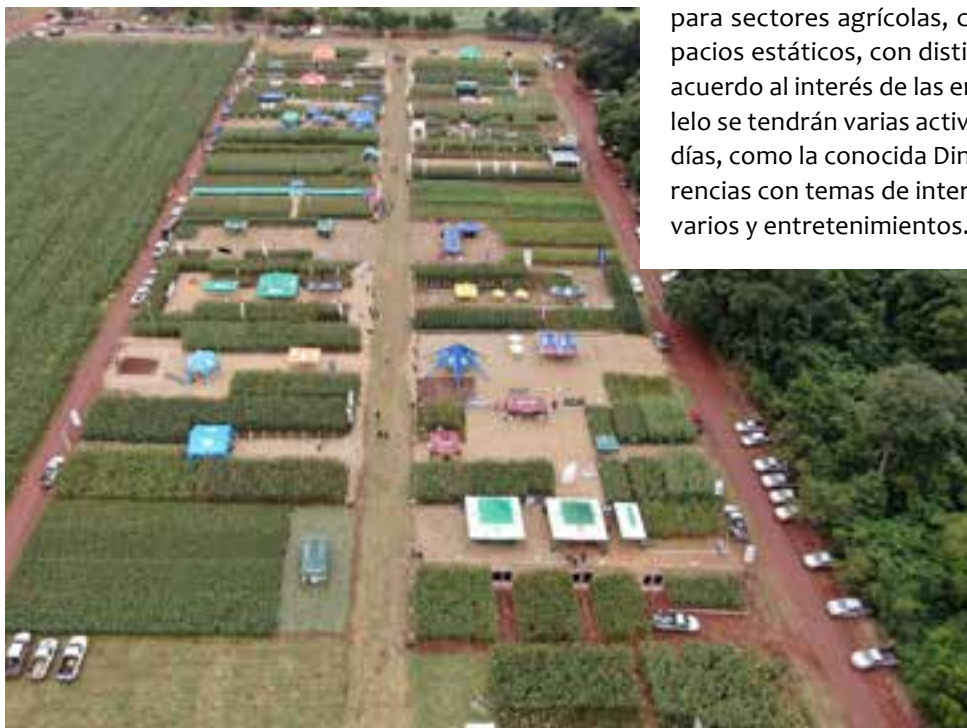 para sectores agrícolas, c
pacios estáticos, con disti
acuerdo al interés de las e
lelo se tendrán varias activ
días, como la conocida Din
rencias con temas de inter
varios y entretenimientos.